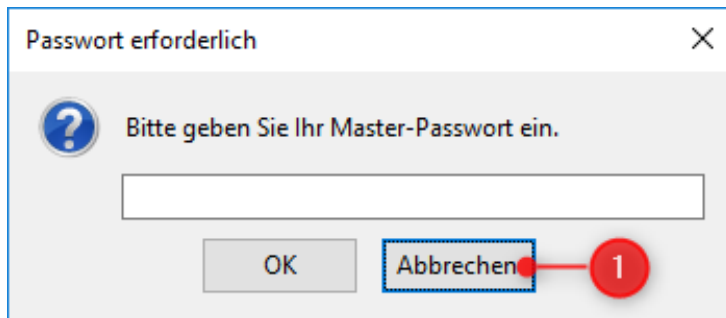 Passwort erforderlich
Bitte geben Sie Ihr Master-Passwort ein.
OK
Abbrechen
1